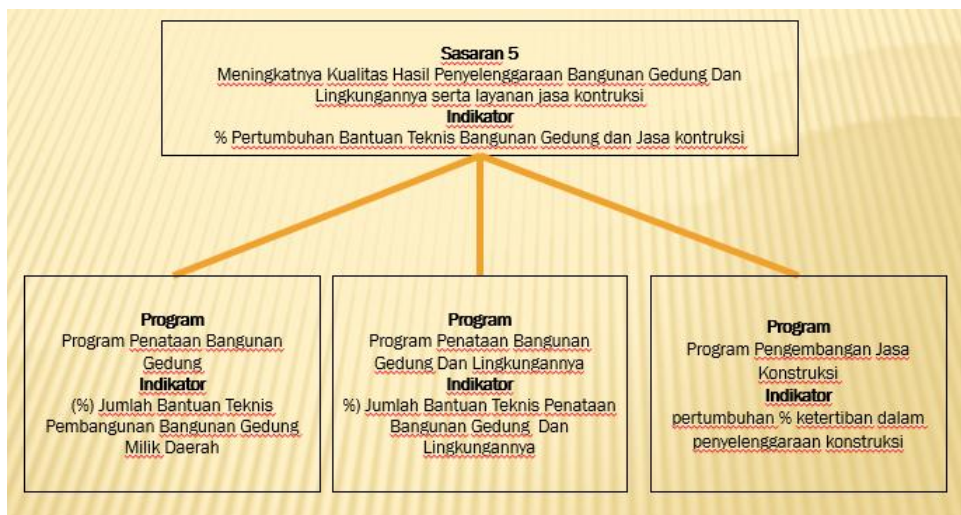 Sasaran 5
Meningkatnya Kualitas Hasil Penyelenggaraan Bangunan Gedung Dan
Lingkungannya serta layanan jasa kontruksi
Indikator
% Pertumbuhan Bantuan Teknis Bangunan Gedung dan Jasa kontruksi
Program
Program Penataan Bangunan
Gedung
Indikator
(%) Jumlah Bantuan Teknis
Pembangunan Bangunan Gedung
Milik Daerah
Program
Program Penataan Bangunan
Gedung Dan Lingkungannya
Indikator
%) Jumlah Bantuan Teknis Penataan
Bangunan Gedung Dan
Lingkungannya
Program
Program Pengembangan Jasa
Konstruksi
Indikator
pertumbuhan % ketertiban dalam
penyelenggaraan konstruksi